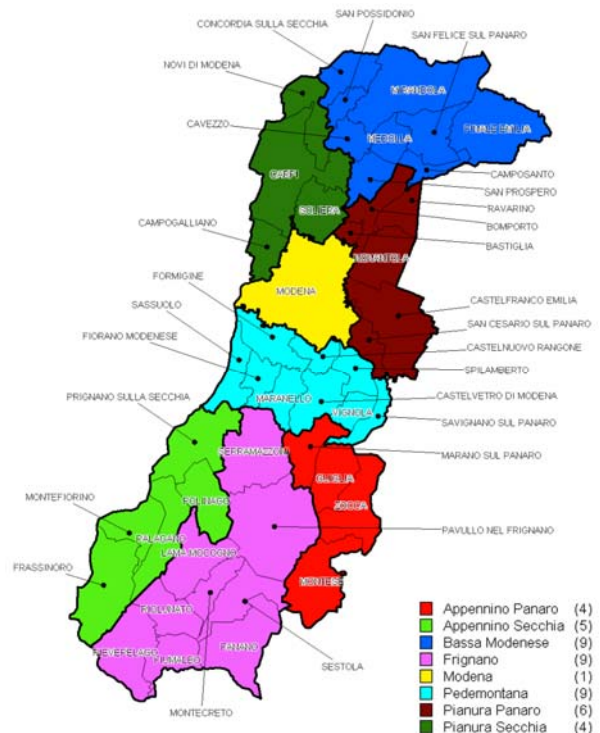 SAN POSSIDONIO
CONCORDIA SULLA SECCHIA
SAN FELICE SUL PANARO
NOVI DI MODENA
MIRANDOLA
CAVEZZO
FINALE EMILIA
MEDOLLA
CARPI
CAMPOSANTO
SAN PROSPERO
RAVARINO
SOLIERA
CAMPOGALLIANO
BOMPORTO
BASTIGLIA
NONANTOLA
FORMIGINE
MODENA
SASSUOLO
CASTELFRANCO EMILIA
FIORANO MODENESE
SAN CESARIO SUL PANARO
CASTELNUOVO RANGONE
SPILAMBERTO
PRIGNANO SULLA SECCHIA
MARANELLO
CASTELVETRO DI MODENA
VIGNOLA
SAVIGNANO SUL PANARO
SERRAMAZZONI
MARANO SUL PANARO
GUIGLIA
MONTEFIORINO
POLINAGO
ZOCCA
PALAGANO
PAVULLO NEL FRIGNANO
LAMA MOCOGNO
FRASSINORO
MONTESE
RIOLUNATO
PIEVEPELAGO
FIUMALBO
FANANO
SESTOLA
MONTECRETO
Appennino Panaro (4)
Appennino Secchia (5)
Bassa Modenese (9)
Frignano (9)
Modena (1)
Pedemontana (9)
Pianura Panaro (6)
Pianura Secchia (4)